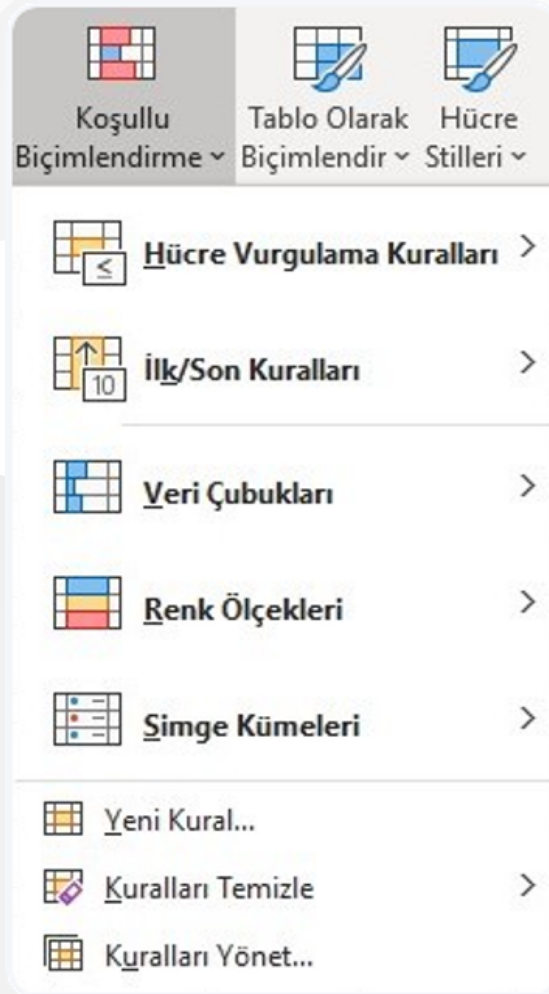 Koşullu
Biçimlendirme
Tablo Olarak
Biçimlendir
Hücre
Stilleri
≤
Hücre Vurgulama Kuralları
10
İlk/Son Kuralları
Veri Çubukları
Renk Ölçekleri
Simge Kümeleri
Yeni Kural...
Kuralları Temizle
Kuralları Yönet...